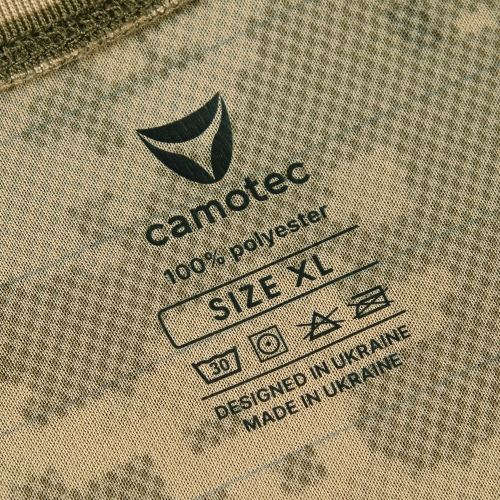 camotec
100% polyester
SIZE XL
30
DESIGNED IN UKRAINE
MADE IN UKRAINE